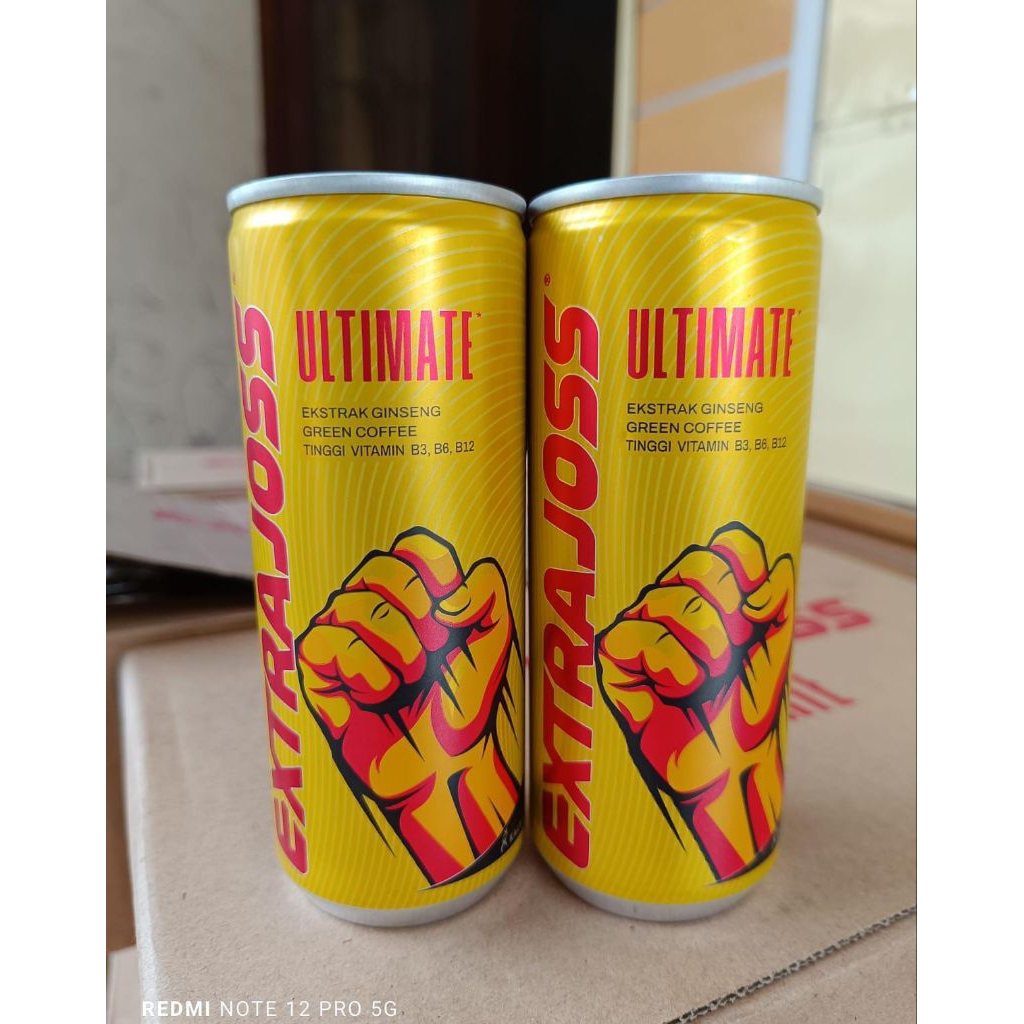 EXTRAJOSS®
ULTIMATE
EKSTRAK GINSENG
GREEN COFFEE
TINGGI VITAMIN B3, B6, B12
EXTRAJOSS®
ULTIMATE
EKSTRAK GINSENG
GREEN COFFEE
TINGGI VITAMIN B3, B6, B12
REDMI NOTE 12 PRO 5G